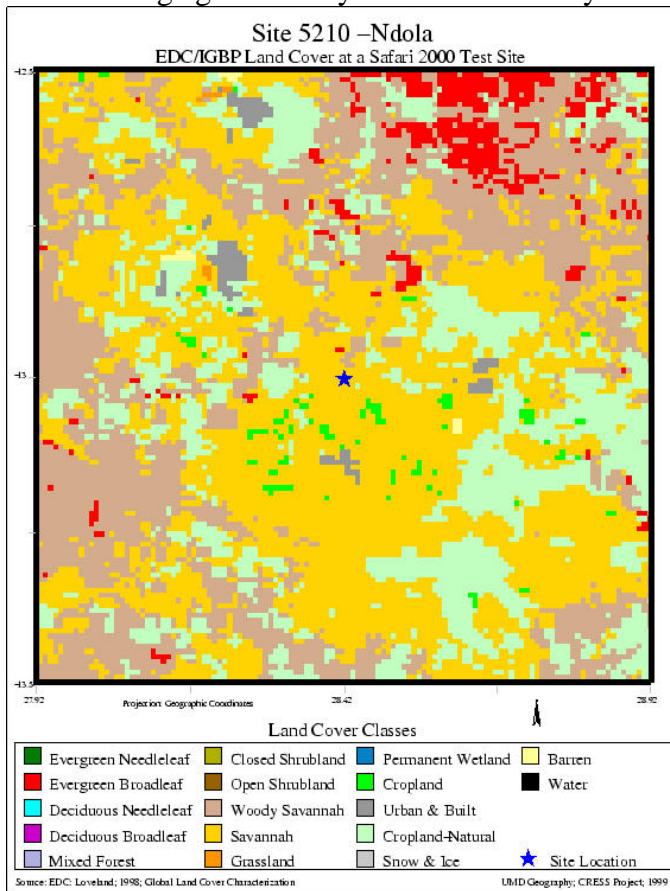 Site 5210 –Ndola
EDC/IGBP Land Cover at a Safari 2000 Test Site
-13
27.92
Projection: Geographic Coordinates
28.42
28.92
Land Cover Classes
Evergreen Needleleaf
Closed Shrubland
Permanent Wetland
Barren
Evergreen Broadleaf
Open Shrubland
Cropland
Water
Deciduous Needleleaf
Woody Savannah
Urban & Built
Deciduous Broadleaf
Savannah
Cropland–Natural
Mixed Forest
Grassland
Snow & Ice
Site Location
Source: EDC: Loveland; 1998; Global Land Cover Characterization
UMD Geography; CRESS Project; 1999